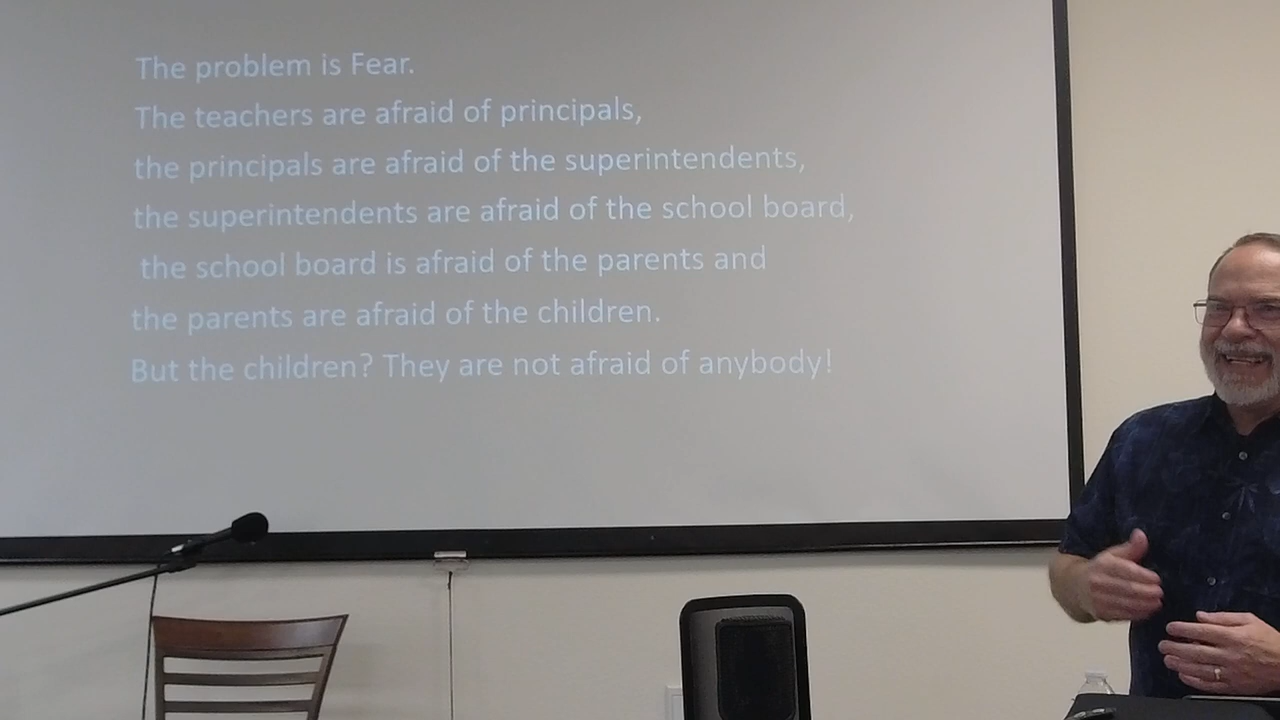 The problem is Fear.
The teachers are afraid of principals,
the principals are afraid of the superintendents,
the superintendents are afraid of the school board,
the school board is afraid of the parents and
the parents are afraid of the children.
But the children? They are not afraid of anybody!